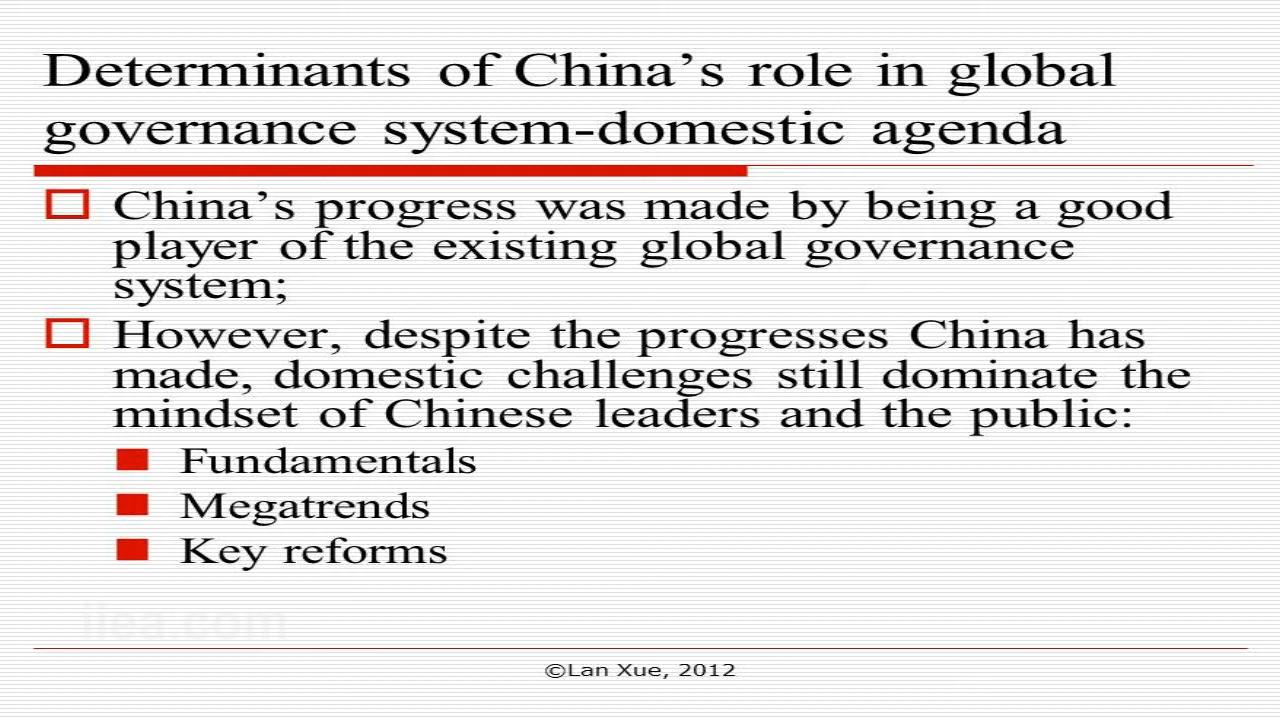 Determinants of China’s role in global
governance system-domestic agenda
China’s progress was made by being a good
player of the existing global governance
system;
However, despite the progresses China has
made, domestic challenges still dominate the
mindset of Chinese leaders and the public:
Fundamentals
Megatrends
Key reforms
iiea.com
©Lan Xue, 2012